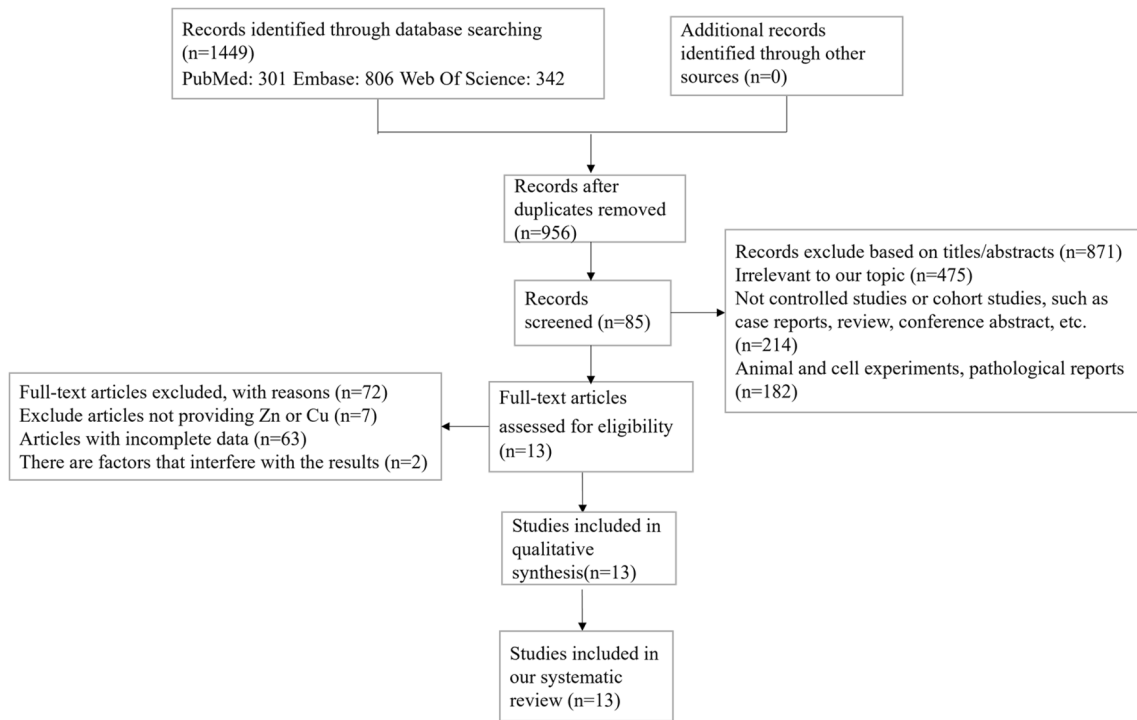 Records identified through database searching
(n=1449)
PubMed: 301 Embase: 806 Web Of Science: 342
Additional records
identified through other
sources (n=0)
Records after
duplicates removed
(n=956)
Records exclude based on titles/abstracts (n=871)
Irrelevant to our topic (n=475)
Not controlled studies or cohort studies, such as
case reports, review, conference abstract, etc.
(n=214)
Animal and cell experiments, pathological reports
(n=182)
Records
screened (n=85)
Full-text articles excluded, with reasons (n=72)
Exclude articles not providing Zn or Cu (n=7)
Articles with incomplete data (n=63)
There are factors that interfere with the results (n=2)
Full-text articles
assessed for eligibility
(n=13)
Studies included in
qualitative
synthesis(n=13)
Studies included in
our systematic
review (n=13)